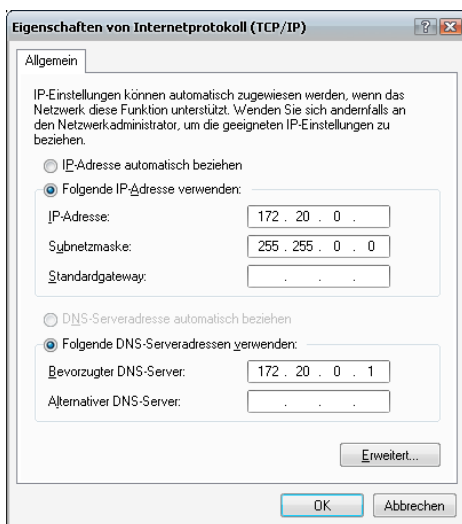 Eigenschaften von Internetprotokoll (TCP/IP)
Allgemein
IP-Einstellungen können automatisch zugewiesen werden, wenn das
Netzwerk diese Funktion unterstützt. Wenden Sie sich andernfalls an
den Netzwerkadministrator, um die geeigneten IP-Einstellungen zu
beziehen.
IP-Adresse automatisch beziehen
Folgende IP-Adresse verwenden:
IP-Adresse: 172 . 20 . 0 .
Subnetzmaske: 255 . 255 . 0 . 0
Standardgateway: . . .
DNS-Serveradresse automatisch beziehen
Folgende DNS-Serveradressen verwenden:
Bevorzugter DNS-Server: 172 . 20 . 0 . 1
Alternativer DNS-Server: . . .
Erweitert...
OK Abbrechen